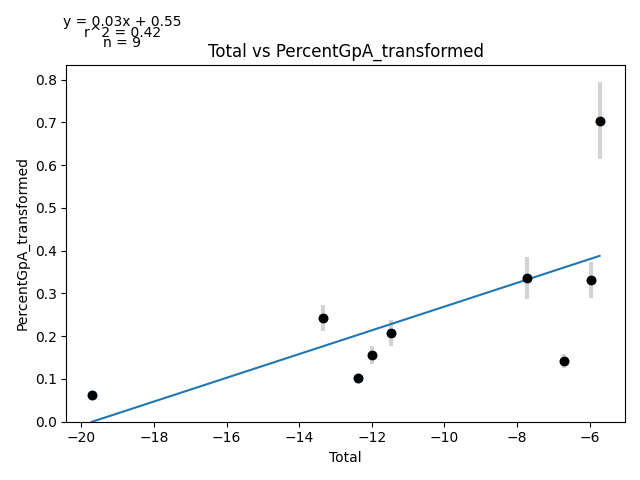 y = 0.03x + 0.55
r^2 = 0.42
n = 9
Total vs PercentGpA_transformed
PercentGpA_transformed
0.8
0.7
0.6
0.5
0.4
0.3
0.2
0.1
0.0
−20 −18 −16 −14 −12 −10 −8 −6
Total